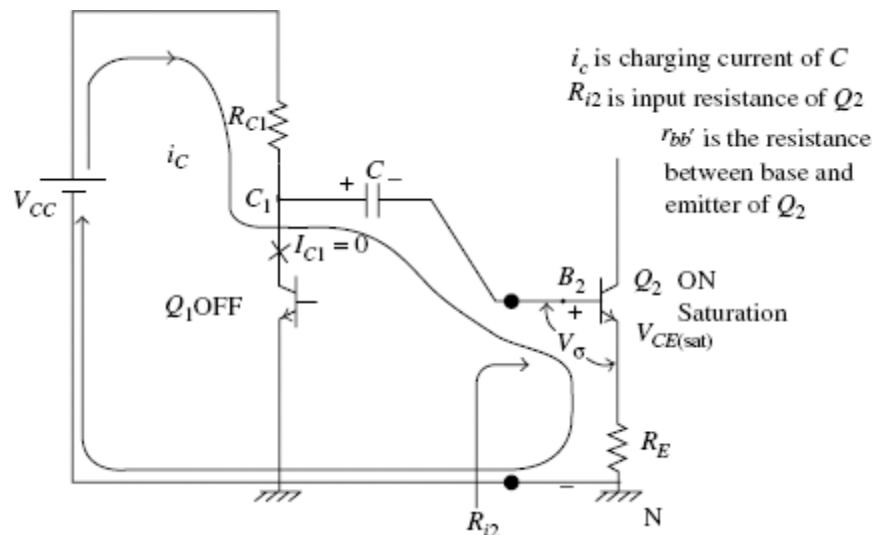 i_c is charging current of C
R_i2 is input resistance of Q2
r_bb′ is the resistance
between base and
emitter of Q_2
R_C1
i_C
V_CC
C_1
+ C −
I_C1 = 0
Q_1OFF
B_2
+
Q_2 ON
Saturation
V_CE(sat)
V_σ
R_E
−
R_i2
N